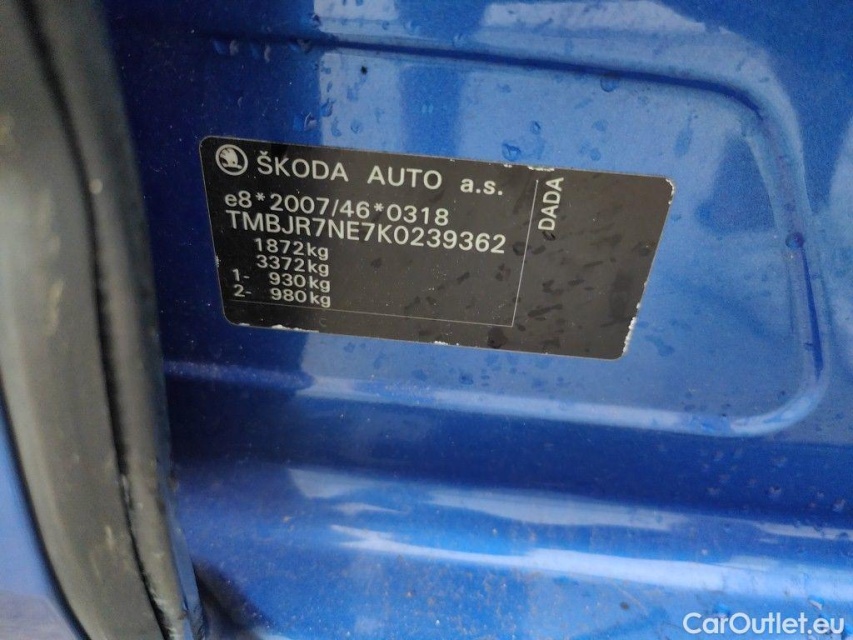 ŠKODA AUTO a.s.
e8*2007/46*0318
TMBJR7NE7K0239362
1872kg
3372kg
1- 930kg
2- 980kg
DADA
CarOutlet.eu